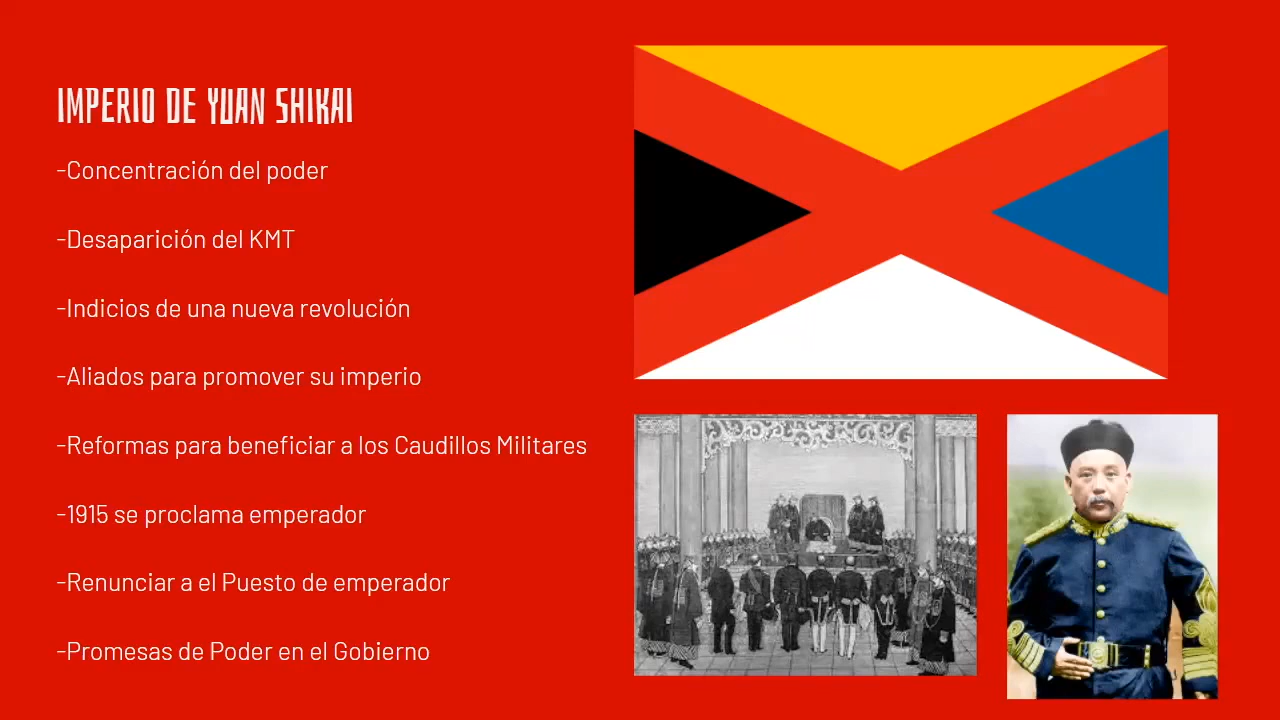 IMPERIO DE YUAN SHIKAI
-Concentración del poder
-Desaparición del KMT
-Indicios de una nueva revolución
-Aliados para promover su imperio
-Reformas para beneficiar a los Caudillos Militares
-1915 se proclama emperador
-Renunciar a el Puesto de emperador
-Promesas de Poder en el Gobierno